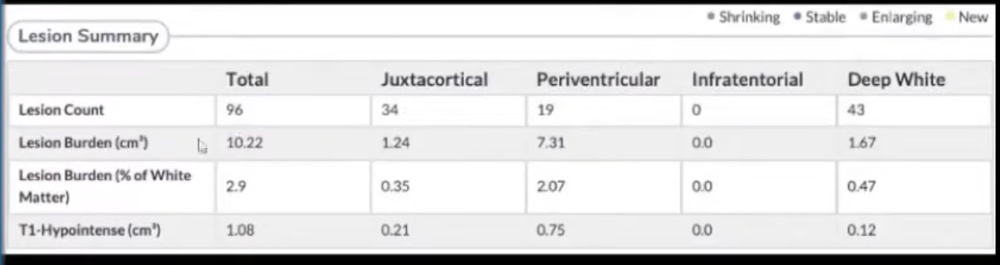 Shrinking Stable Enlarging New
Lesion Summary
Total Juxtacortical Periventricular Infratentorial Deep White
Lesion Count 96 34 19 0 43
Lesion Burden (cm³) 10.22 1.24 7.31 0.0 1.67
Lesion Burden (% of White
Matter) 2.9 0.35 2.07 0.0 0.47
T1-Hypointense (cm³) 1.08 0.21 0.75 0.0 0.12